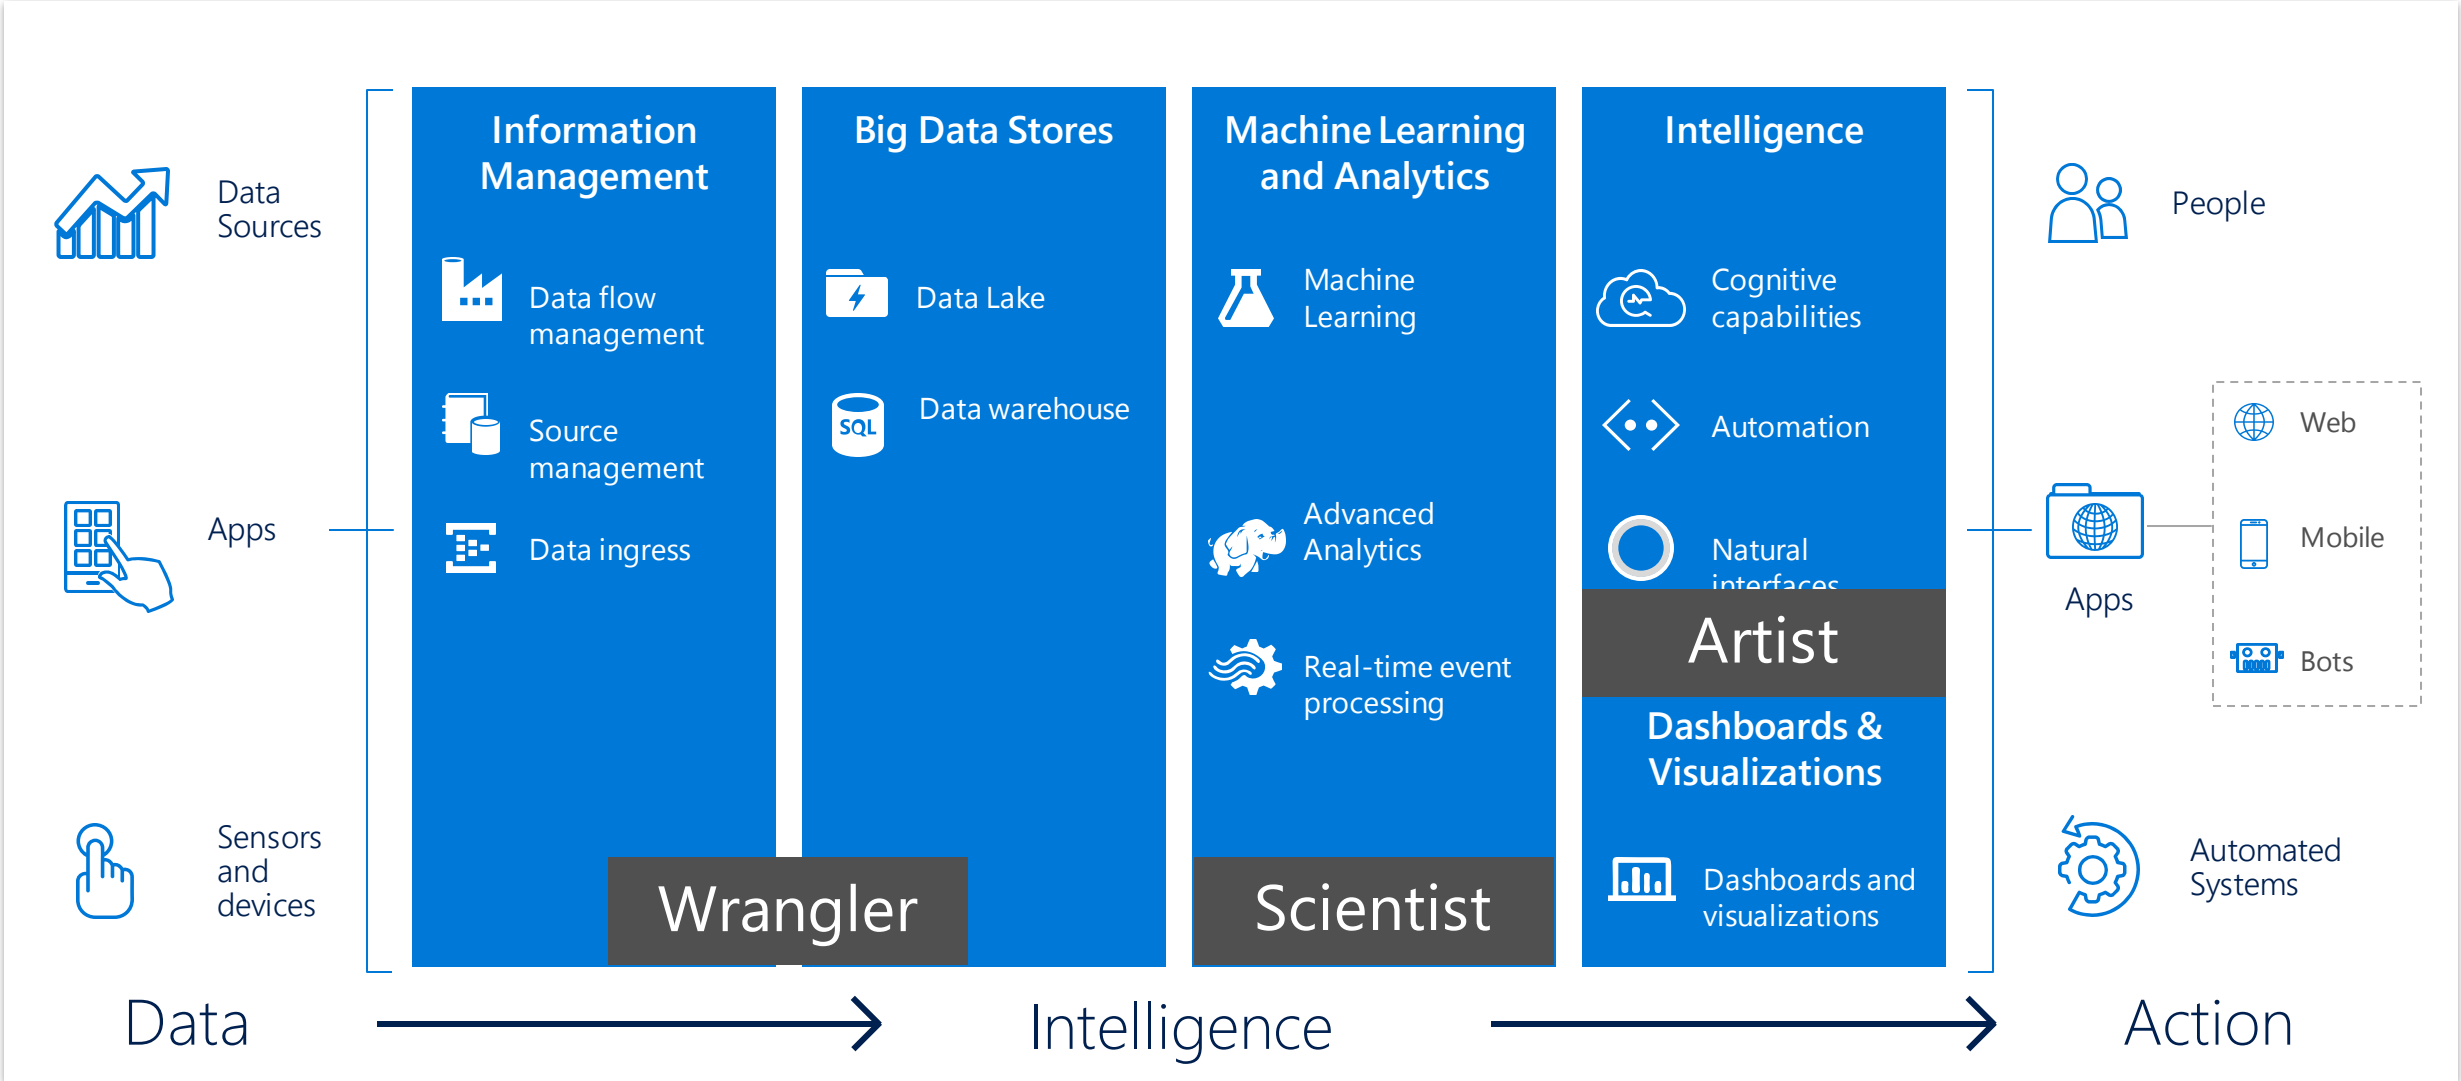 Data
Sources
Apps
Sensors
and
devices
Information
Management
Data flow
management
Source
management
Data ingress
Big Data Stores
Data Lake
SQL
Data warehouse
Wrangler
Machine Learning
and Analytics
Machine
Learning
Advanced
Analytics
Real-time event
processing
Scientist
Intelligence
Cognitive
capabilities
Automation
Natural
interfaces
Artist
Dashboards &
Visualizations
Dashboards and
visualizations
People
Apps
Web
Mobile
Bots
Automated
Systems
Data
Intelligence
Action